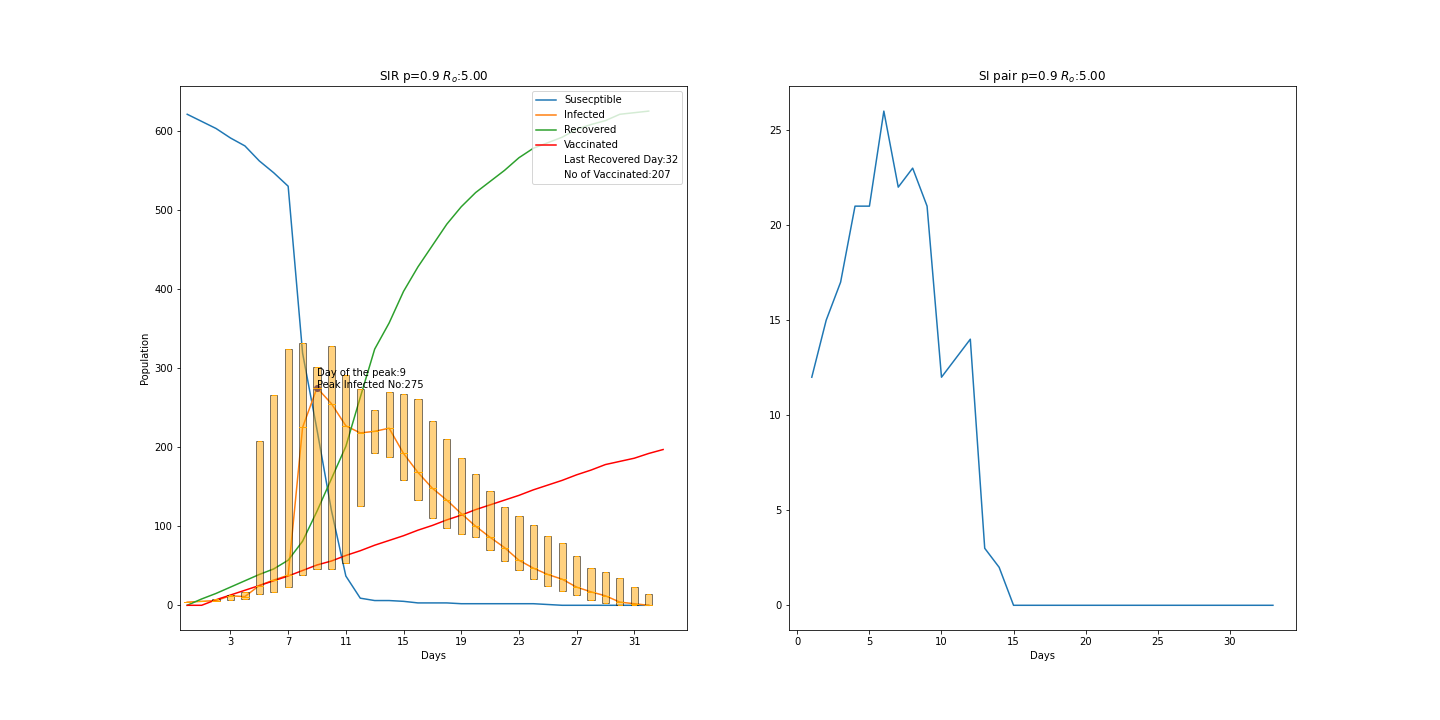 SIR p=0.9 Rₒ:5.00
Susecptible
Infected
Recovered
Vaccinated
Last Recovered Day:32
No of Vaccinated:207
Day of the peak:9
Peak Infected No:275
Population
600
500
400
300
200
100
0
3 7 11 15 19 23 27 31
Days
SI pair p=0.9 Rₒ:5.00
25
20
15
10
5
0
0 5 10 15 20 25 30
Days